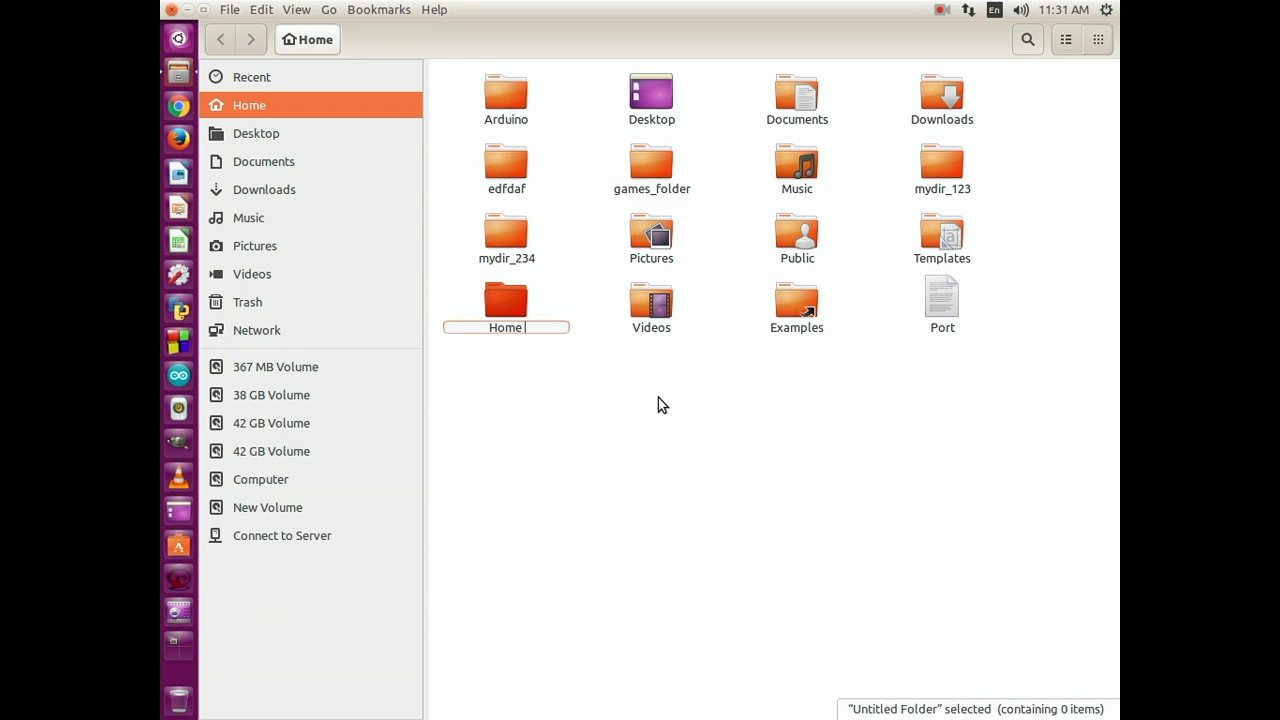 File Edit View Go Bookmarks Help
En 11:31 AM
Home
Recent
Home
Desktop
Documents
Downloads
Music
Pictures
Videos
Trash
Network
367 MB Volume
38 GB Volume
42 GB Volume
42 GB Volume
Computer
New Volume
Connect to Server
Arduino Desktop Documents Downloads
edfdaf games_folder Music mydir_123
mydir_234 Pictures Public Templates
Home Videos Examples Port
“Untitled Folder” selected (containing 0 items)